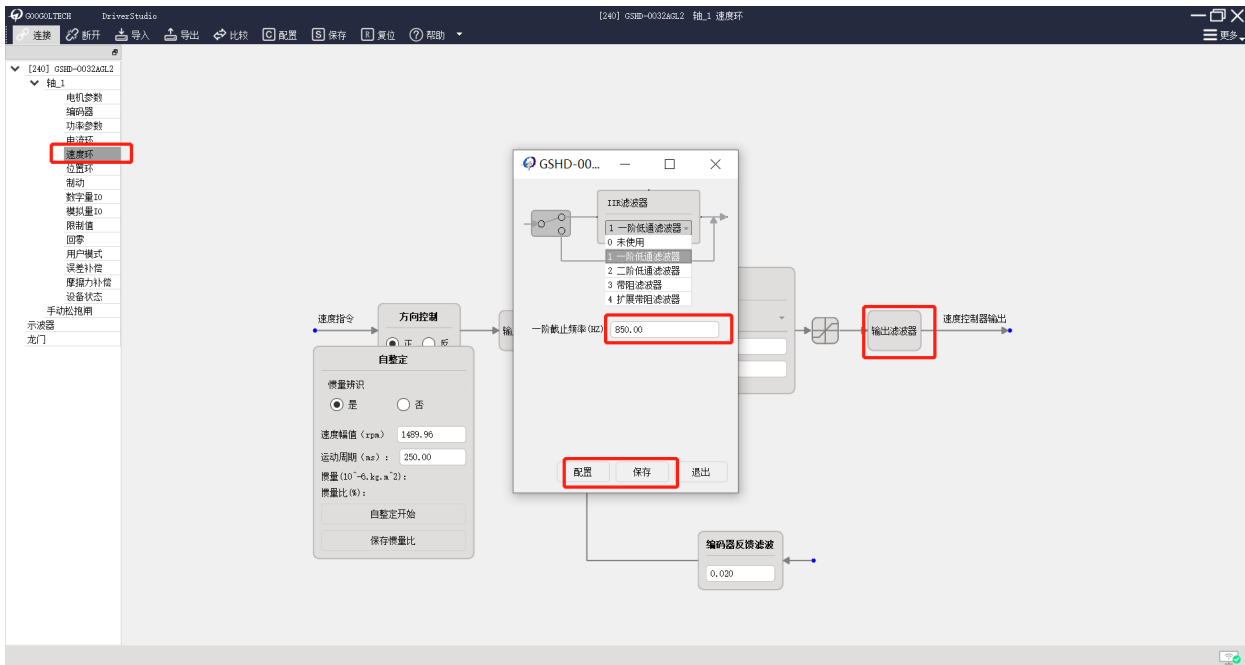 GOOGOLTECH DriverStudio
[240] GSHD-0032AGL2 轴_1 速度环
连接 断开 导入 导出 比较 C 配置 S 保存 R 复位 ? 帮助
更多
[240] GSHD-0032AGL2
轴_1
电机参数
编码器
功率参数
电流环
速度环
位置环
制动
数字量IO
模拟量IO
限制值
回零
用户模式
误差补偿
摩擦力补偿
设备状态
手动松抱闸
示波器
龙门
GSHD-00...
IIR滤波器
1 一阶低通滤波器
0 未使用
1 一阶低通滤波器
2 二阶低通滤波器
3 带阻滤波器
4 扩展带阻滤波器
一阶截止频率(HZ) 850.00
配置 保存 退出
速度指令
方向控制
正 反
输
输出滤波器
速度控制器输出
自整定
惯量辨识
是 否
速度幅值(rpm) 1489.96
运动周期(ms): 250.00
惯量(10^-6.kg.m^2):
惯量比(%):
自整定开始
保存惯量比
编码器反馈滤波
0.020